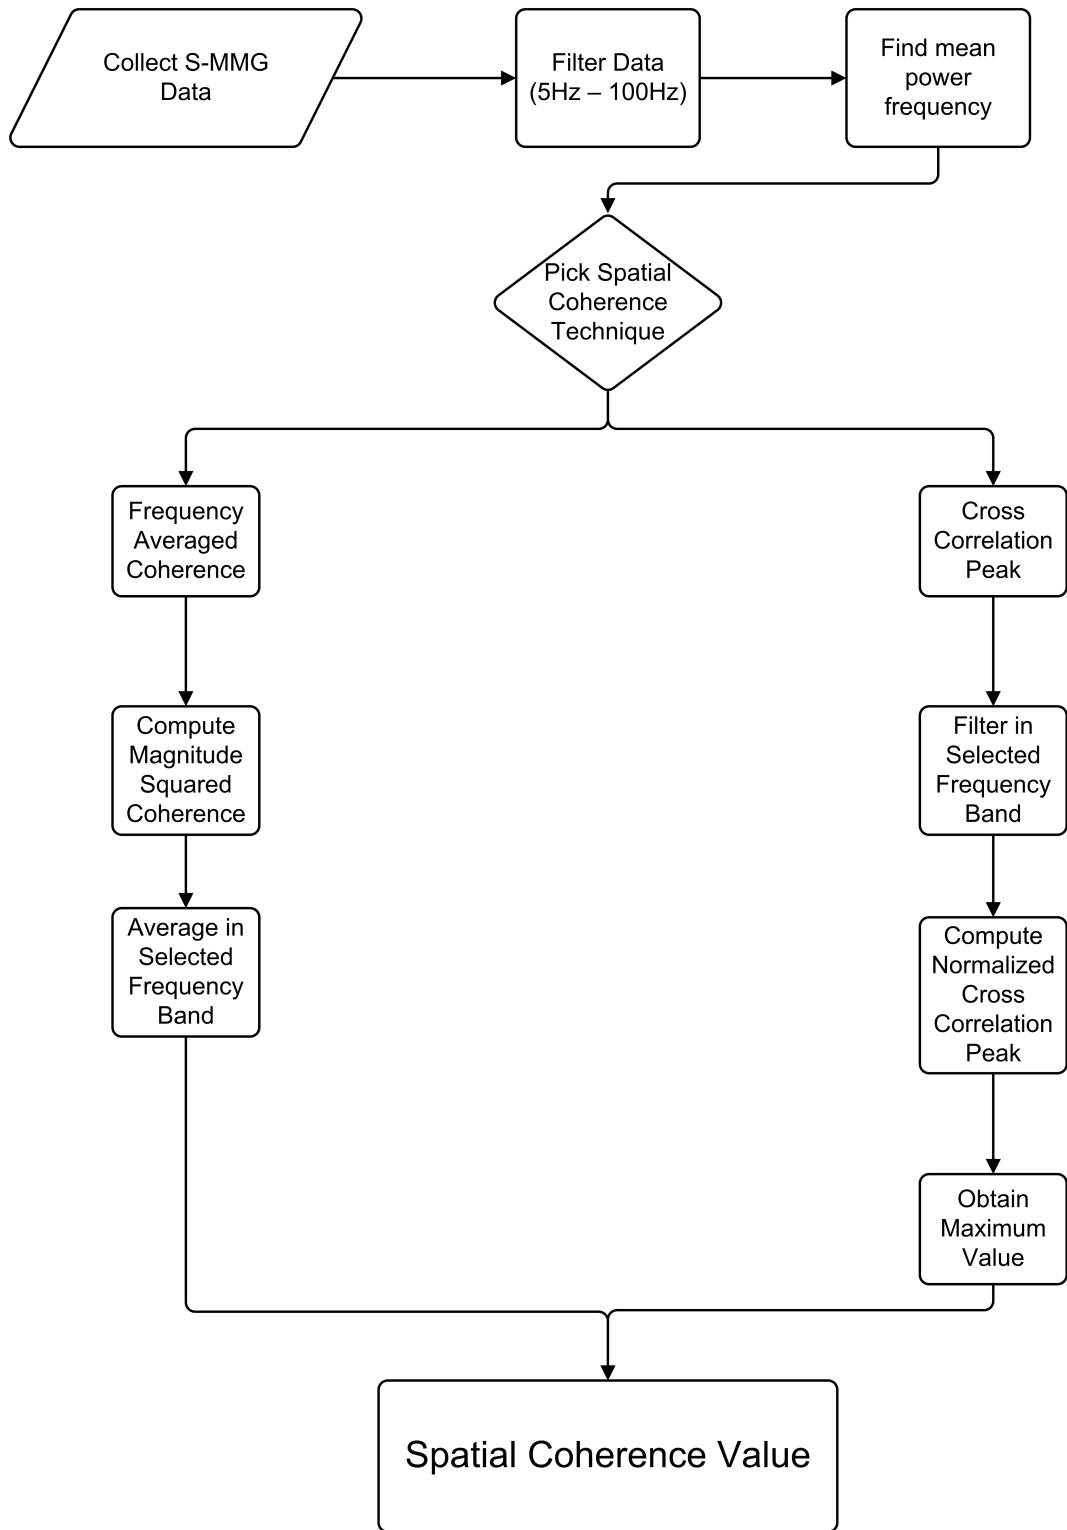 Collect S-MMG
Data
Filter Data
(5Hz – 100Hz)
Find mean
power
frequency
Pick Spatial
Coherence
Technique
Frequency
Averaged
Coherence
Cross
Correlation
Peak
Compute
Magnitude
Squared
Coherence
Filter in
Selected
Frequency
Band
Average in
Selected
Frequency
Band
Compute
Normalized
Cross
Correlation
Peak
Obtain
Maximum
Value
Spatial Coherence Value